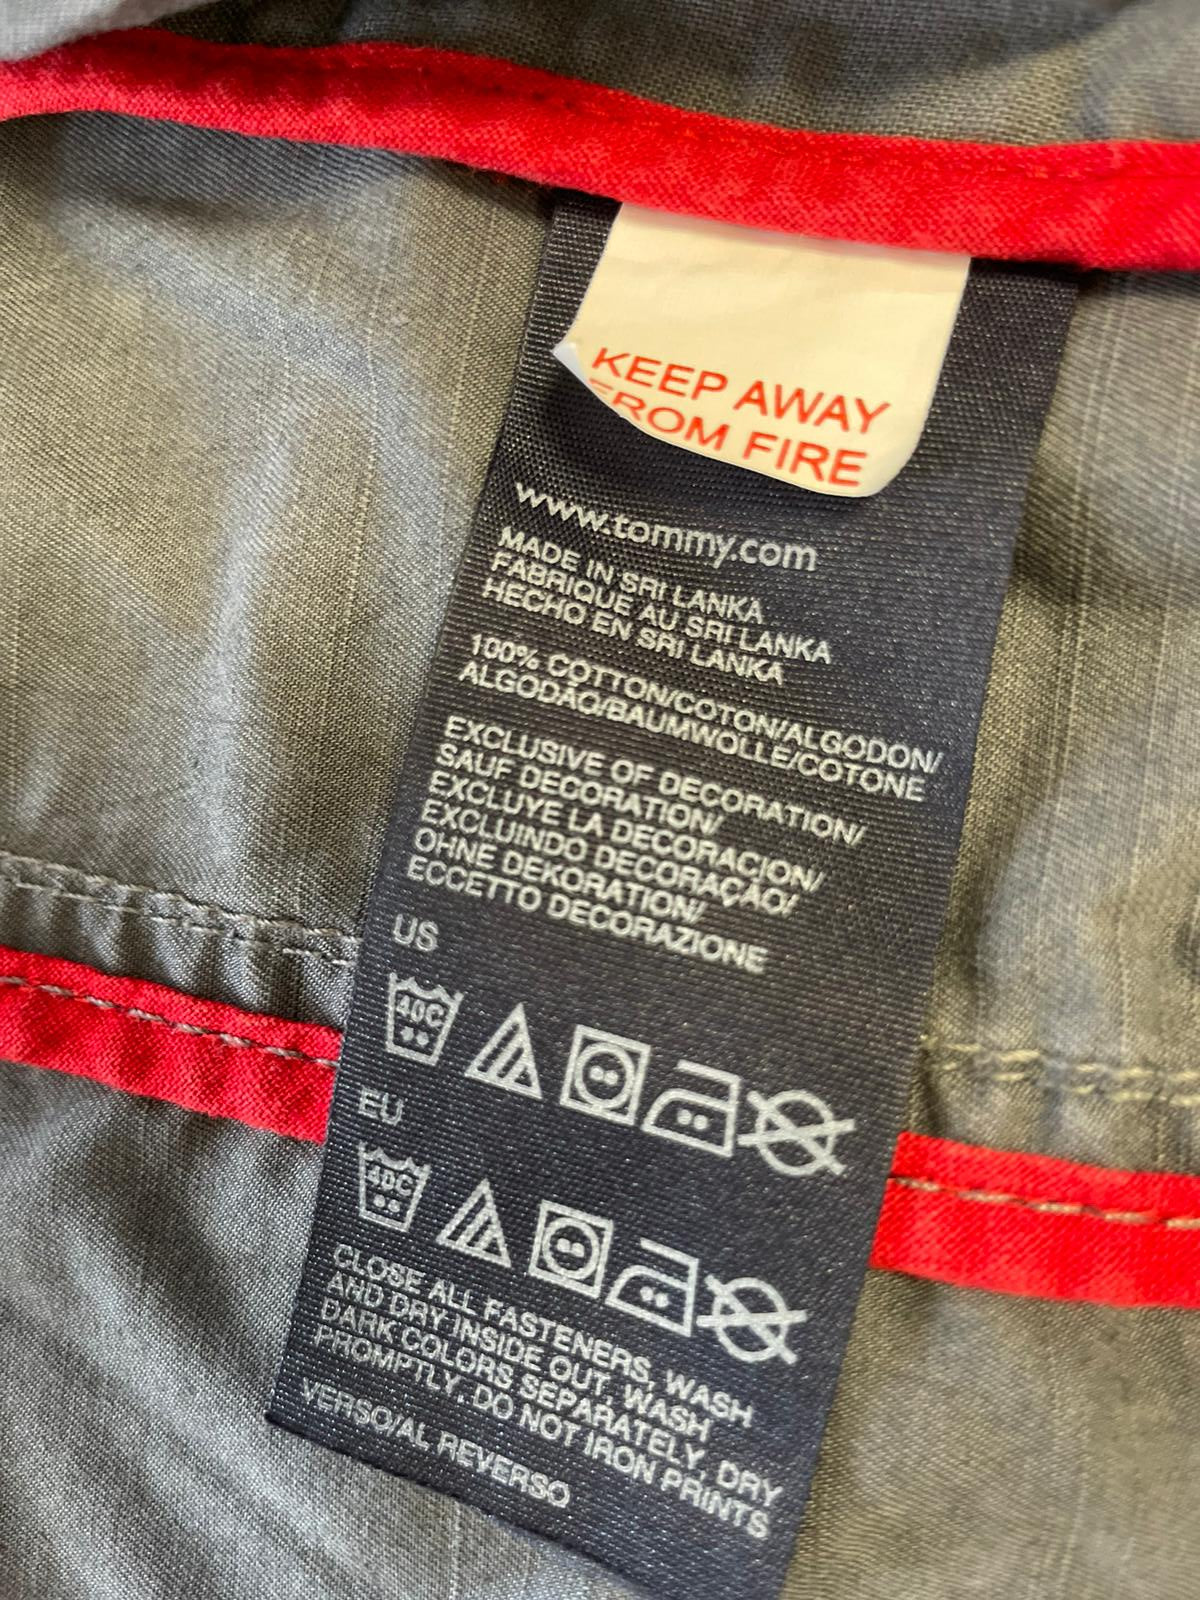 KEEP AWAY
FROM FIRE
www.tommy.com
MADE IN SRI LANKA
FABRIQUE AU SRI LANKA
HECHO EN SRI LANKA
100% COTTON/COTON/ALGODON/
ALGODÃO/BAUMWOLLE/COTONE
EXCLUSIVE OF DECORATION/
SAUF DECORATION/
EXCLUYE LA DECORACION/
EXCLUINDO DECORAÇÃO/
OHNE DEKORATION/
ECCETTO DECORAZIONE
US
40C
EU
40C
CLOSE ALL FASTENERS, WASH
AND DRY INSIDE OUT, WASH
DARK COLORS SEPARATELY, DRY
PROMPTLY. DO NOT IRON PRINTS
VERSO/AL REVERSO